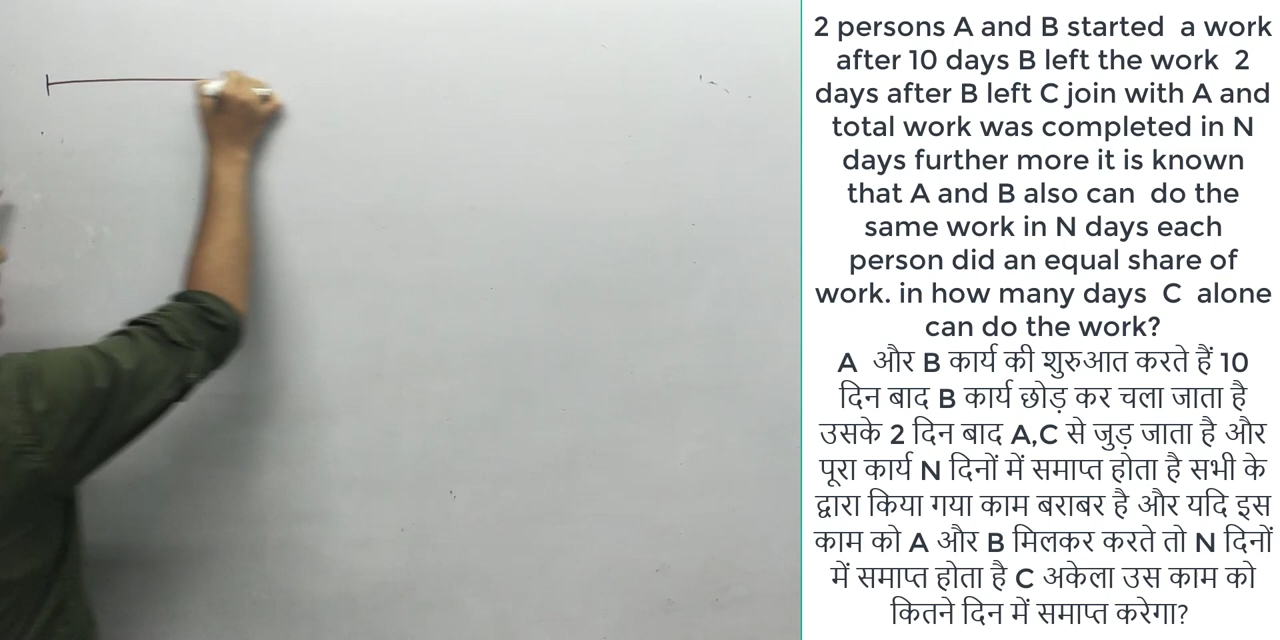 2 persons A and B started a work
after 10 days B left the work 2
days after B left C join with A and
total work was completed in N
days further more it is known
that A and B also can do the
same work in N days each
person did an equal share of
work. in how many days C alone
can do the work?
A और B कार्य की शुरुआत करते हैं 10
दिन बाद B कार्य छोड़ कर चला जाता है
उसके 2 दिन बाद A,C से जुड़ जाता है और
पूरा कार्य N दिनों में समाप्त होता है सभी के
द्वारा किया गया काम बराबर है और यदि इस
काम को A और B मिलकर करते तो N दिनों
में समाप्त होता है C अकेला उस काम को
कितने दिन में समाप्त करेगा?